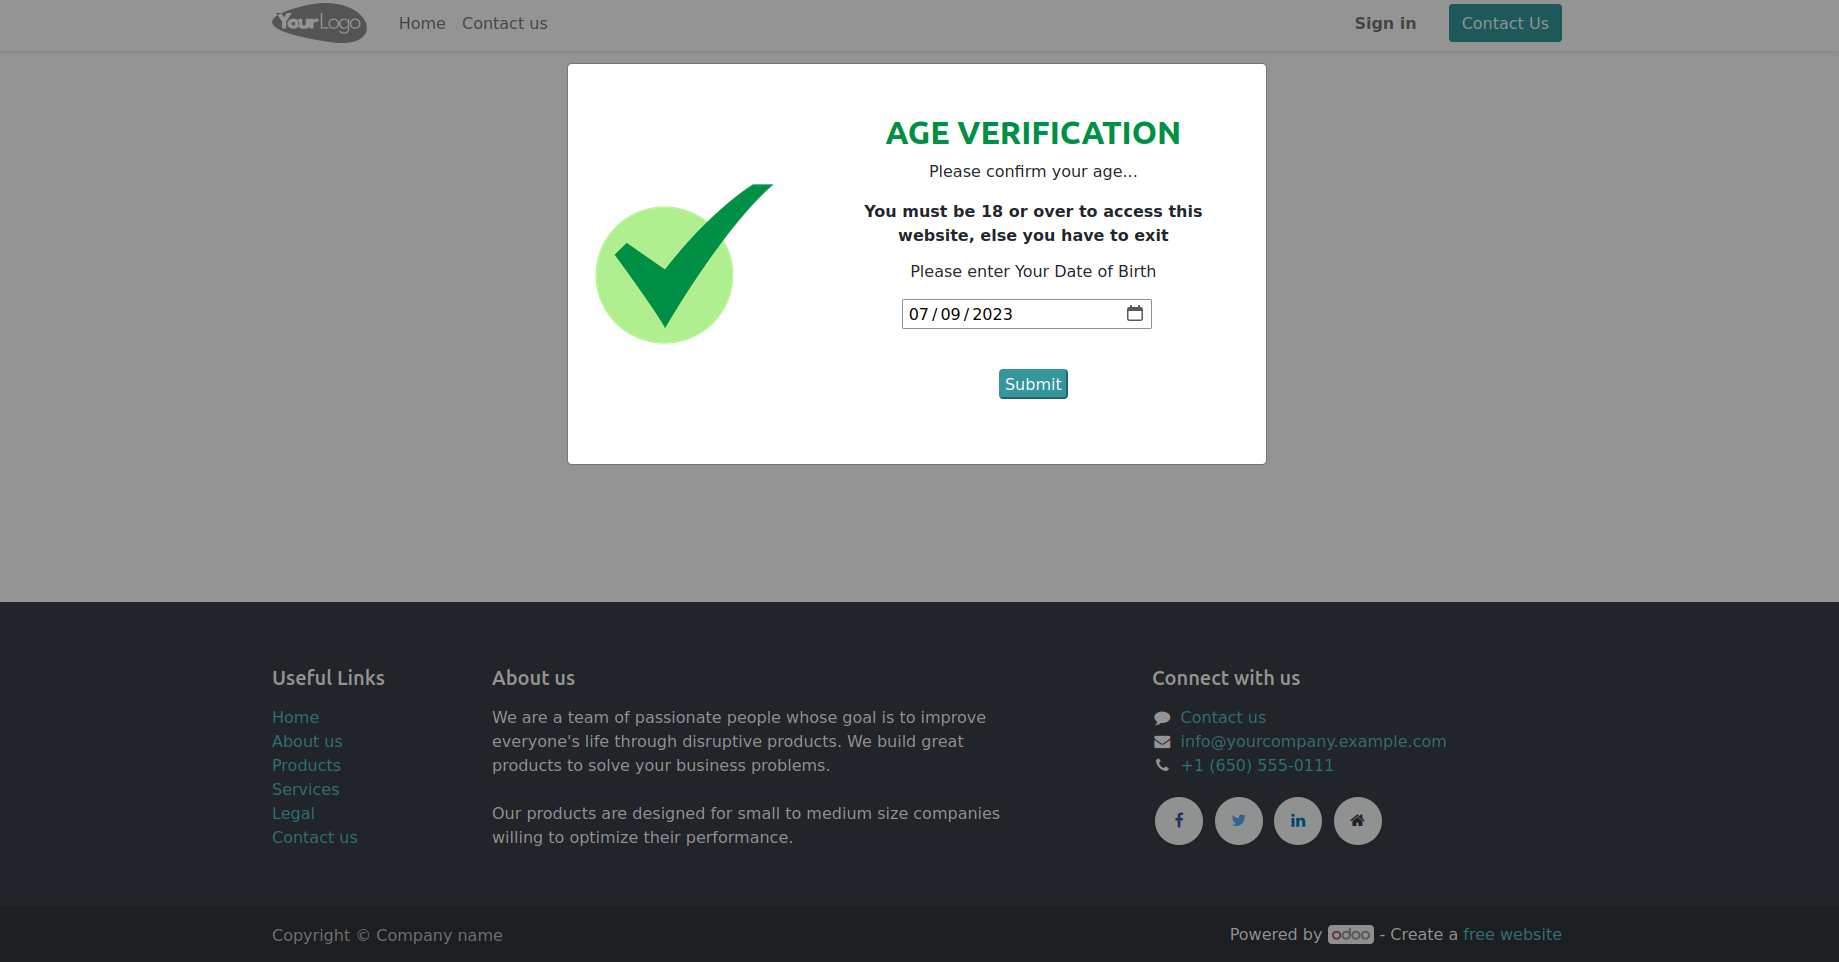 YourLogo
Home
Contact us
Sign in
Contact Us
AGE VERIFICATION
Please confirm your age...
You must be 18 or over to access this
website, else you have to exit
Please enter Your Date of Birth
07/09/2023
Submit
Useful Links
Home
About us
Products
Services
Legal
Contact us
About us
We are a team of passionate people whose goal is to improve
everyone's life through disruptive products. We build great
products to solve your business problems.
Our products are designed for small to medium size companies
willing to optimize their performance.
Connect with us
Contact us
info@yourcompany.example.com
+1 (650) 555-0111
Copyright © Company name
Powered by odoo - Create a free website